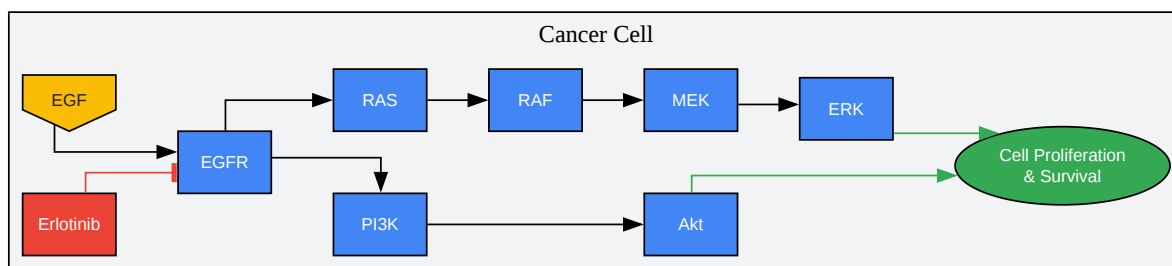 Cancer Cell
EGF
RAS
RAF
MEK
ERK
EGFR
Cell Proliferation
& Survival
Erlotinib
PI3K
Akt